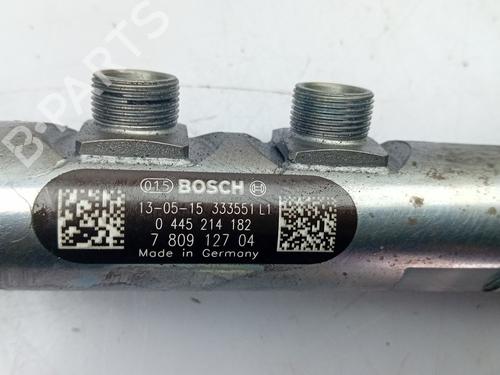 B-PARTS
015 BOSCH
13-05-15 333551 L1
0 445 214 182
7 809 127 04
Made in Germany